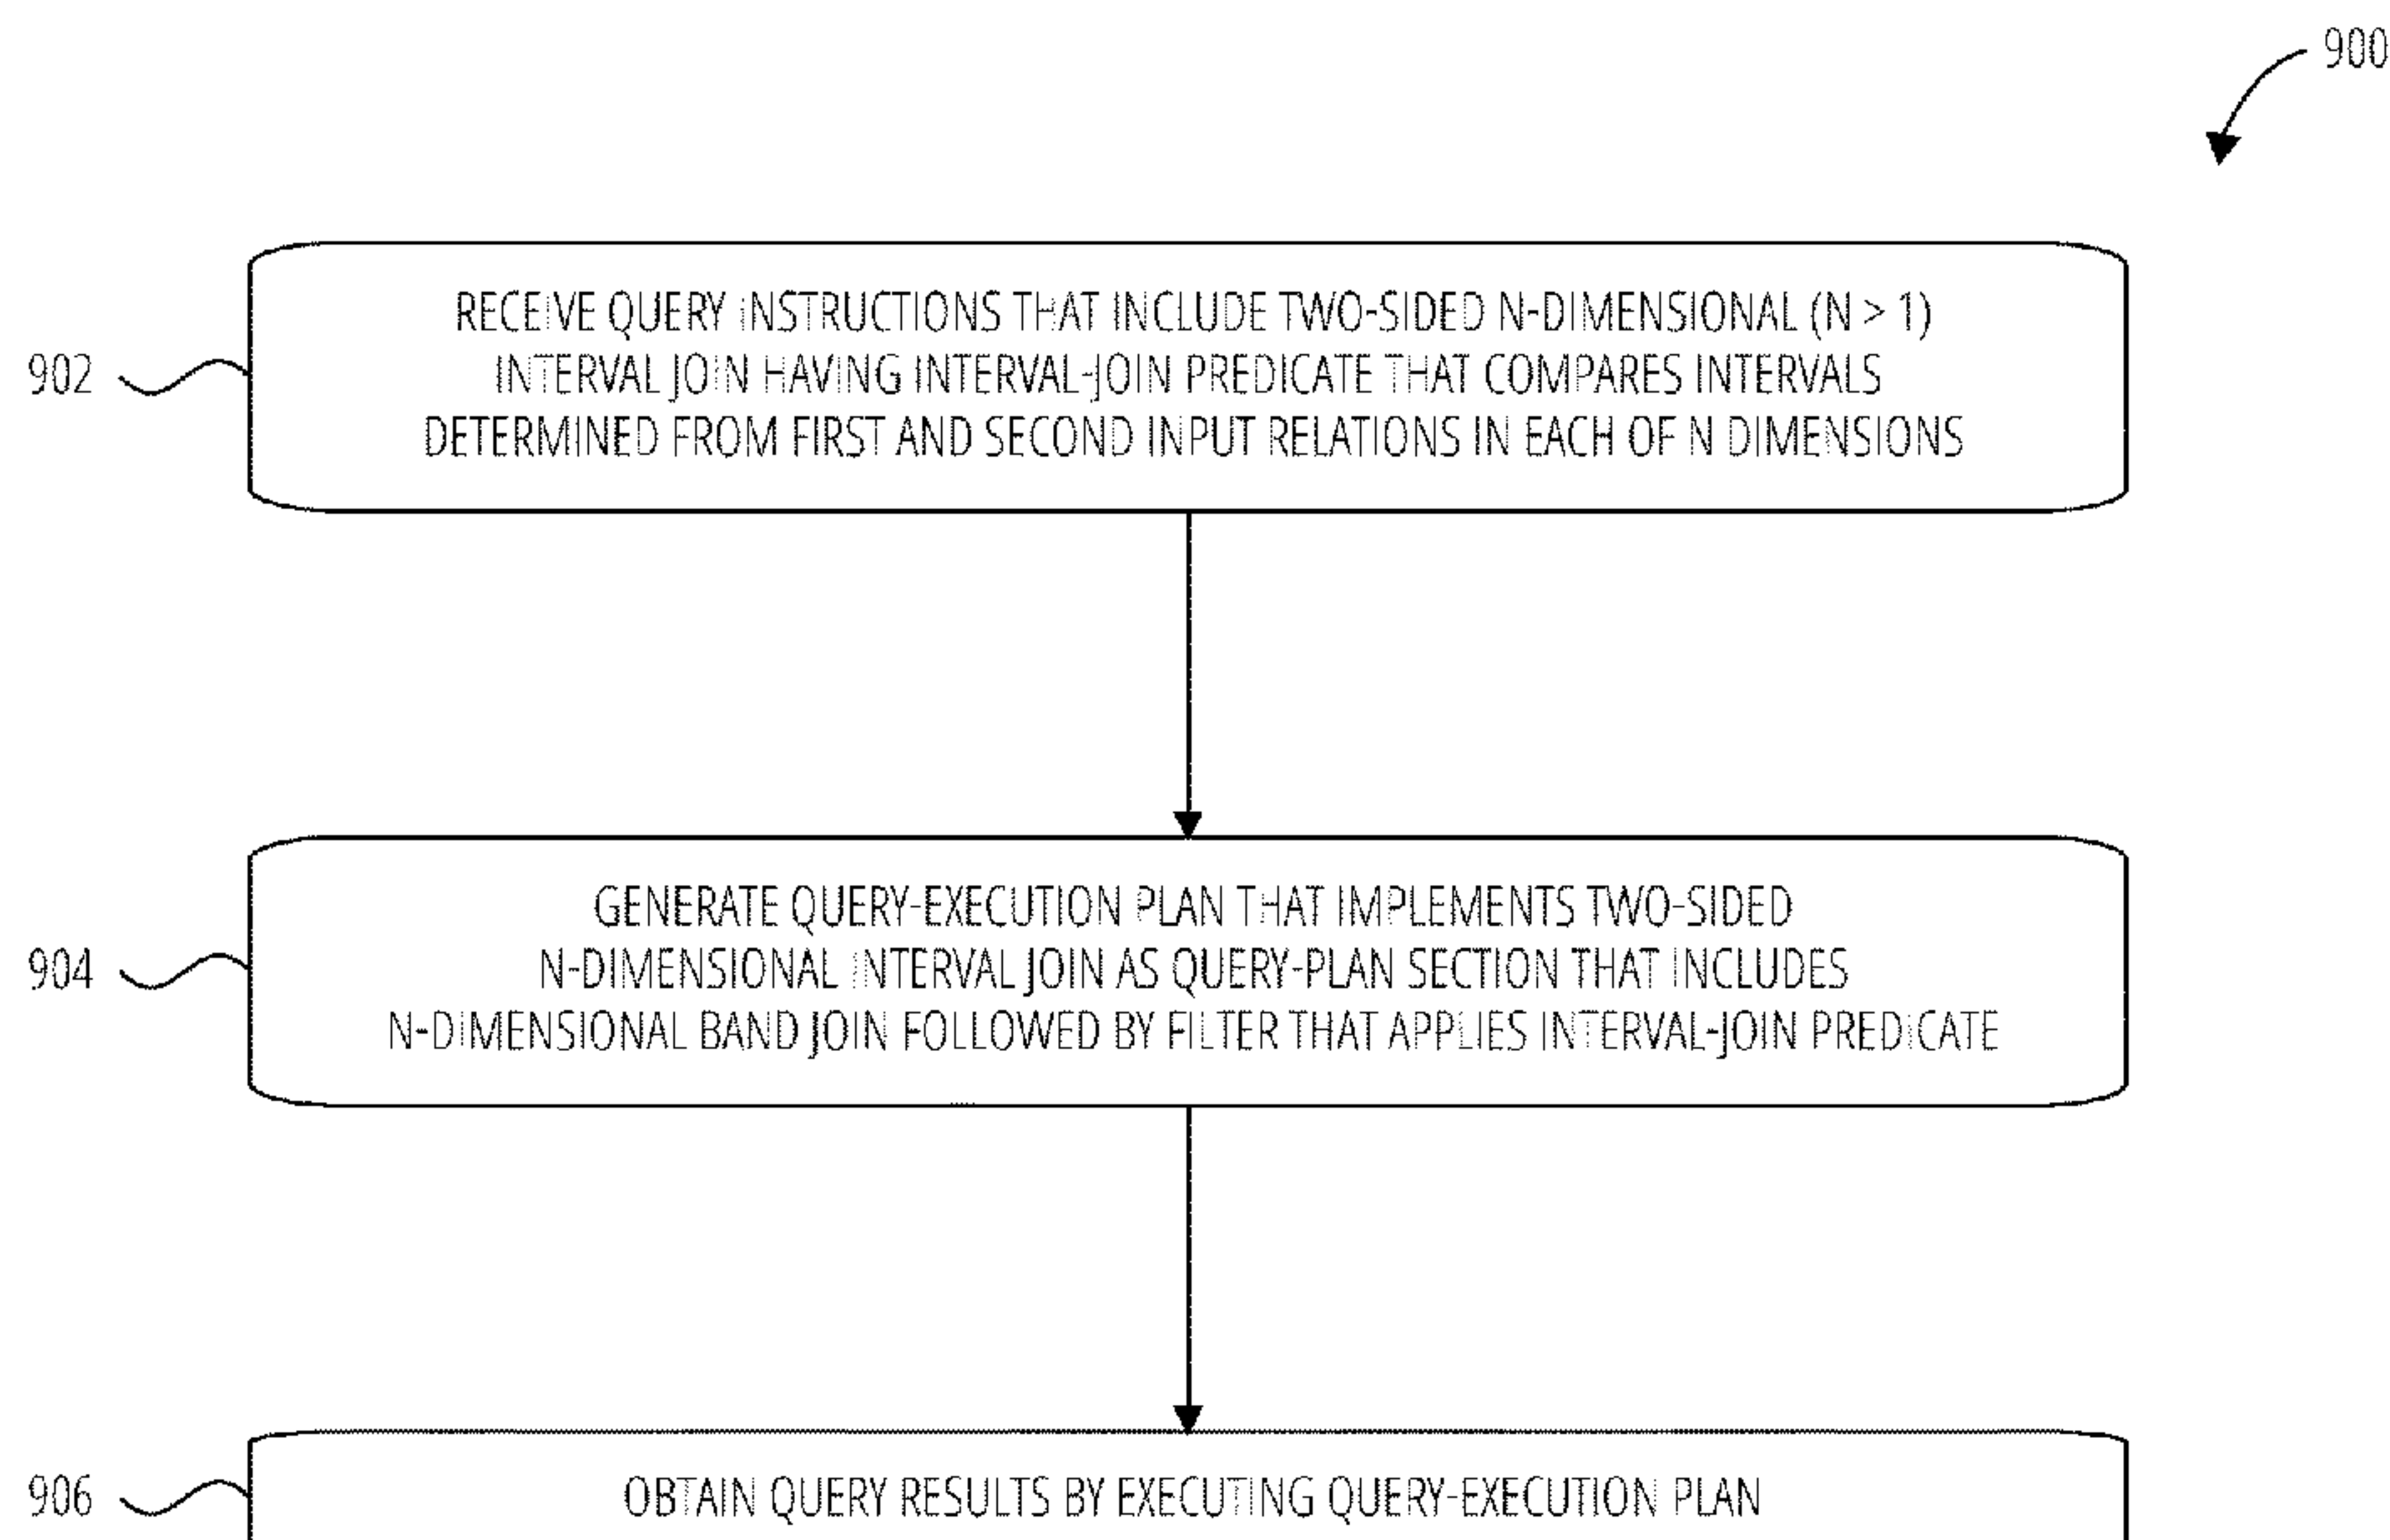 900
902
RECEIVE QUERY INSTRUCTIONS THAT INCLUDE TWO-SIDED N-DIMENSIONAL (N > 1)
INTERVAL JOIN HAVING INTERVAL-JOIN PREDICATE THAT COMPARES INTERVALS
DETERMINED FROM FIRST AND SECOND INPUT RELATIONS IN EACH OF N DIMENSIONS
904
GENERATE QUERY-EXECUTION PLAN THAT IMPLEMENTS TWO-SIDED
N-DIMENSIONAL INTERVAL JOIN AS QUERY-PLAN SECTION THAT INCLUDES
N-DIMENSIONAL BAND JOIN FOLLOWED BY FILTER THAT APPLIES INTERVAL-JOIN PREDICATE
906
OBTAIN QUERY RESULTS BY EXECUTING QUERY-EXECUTION PLAN